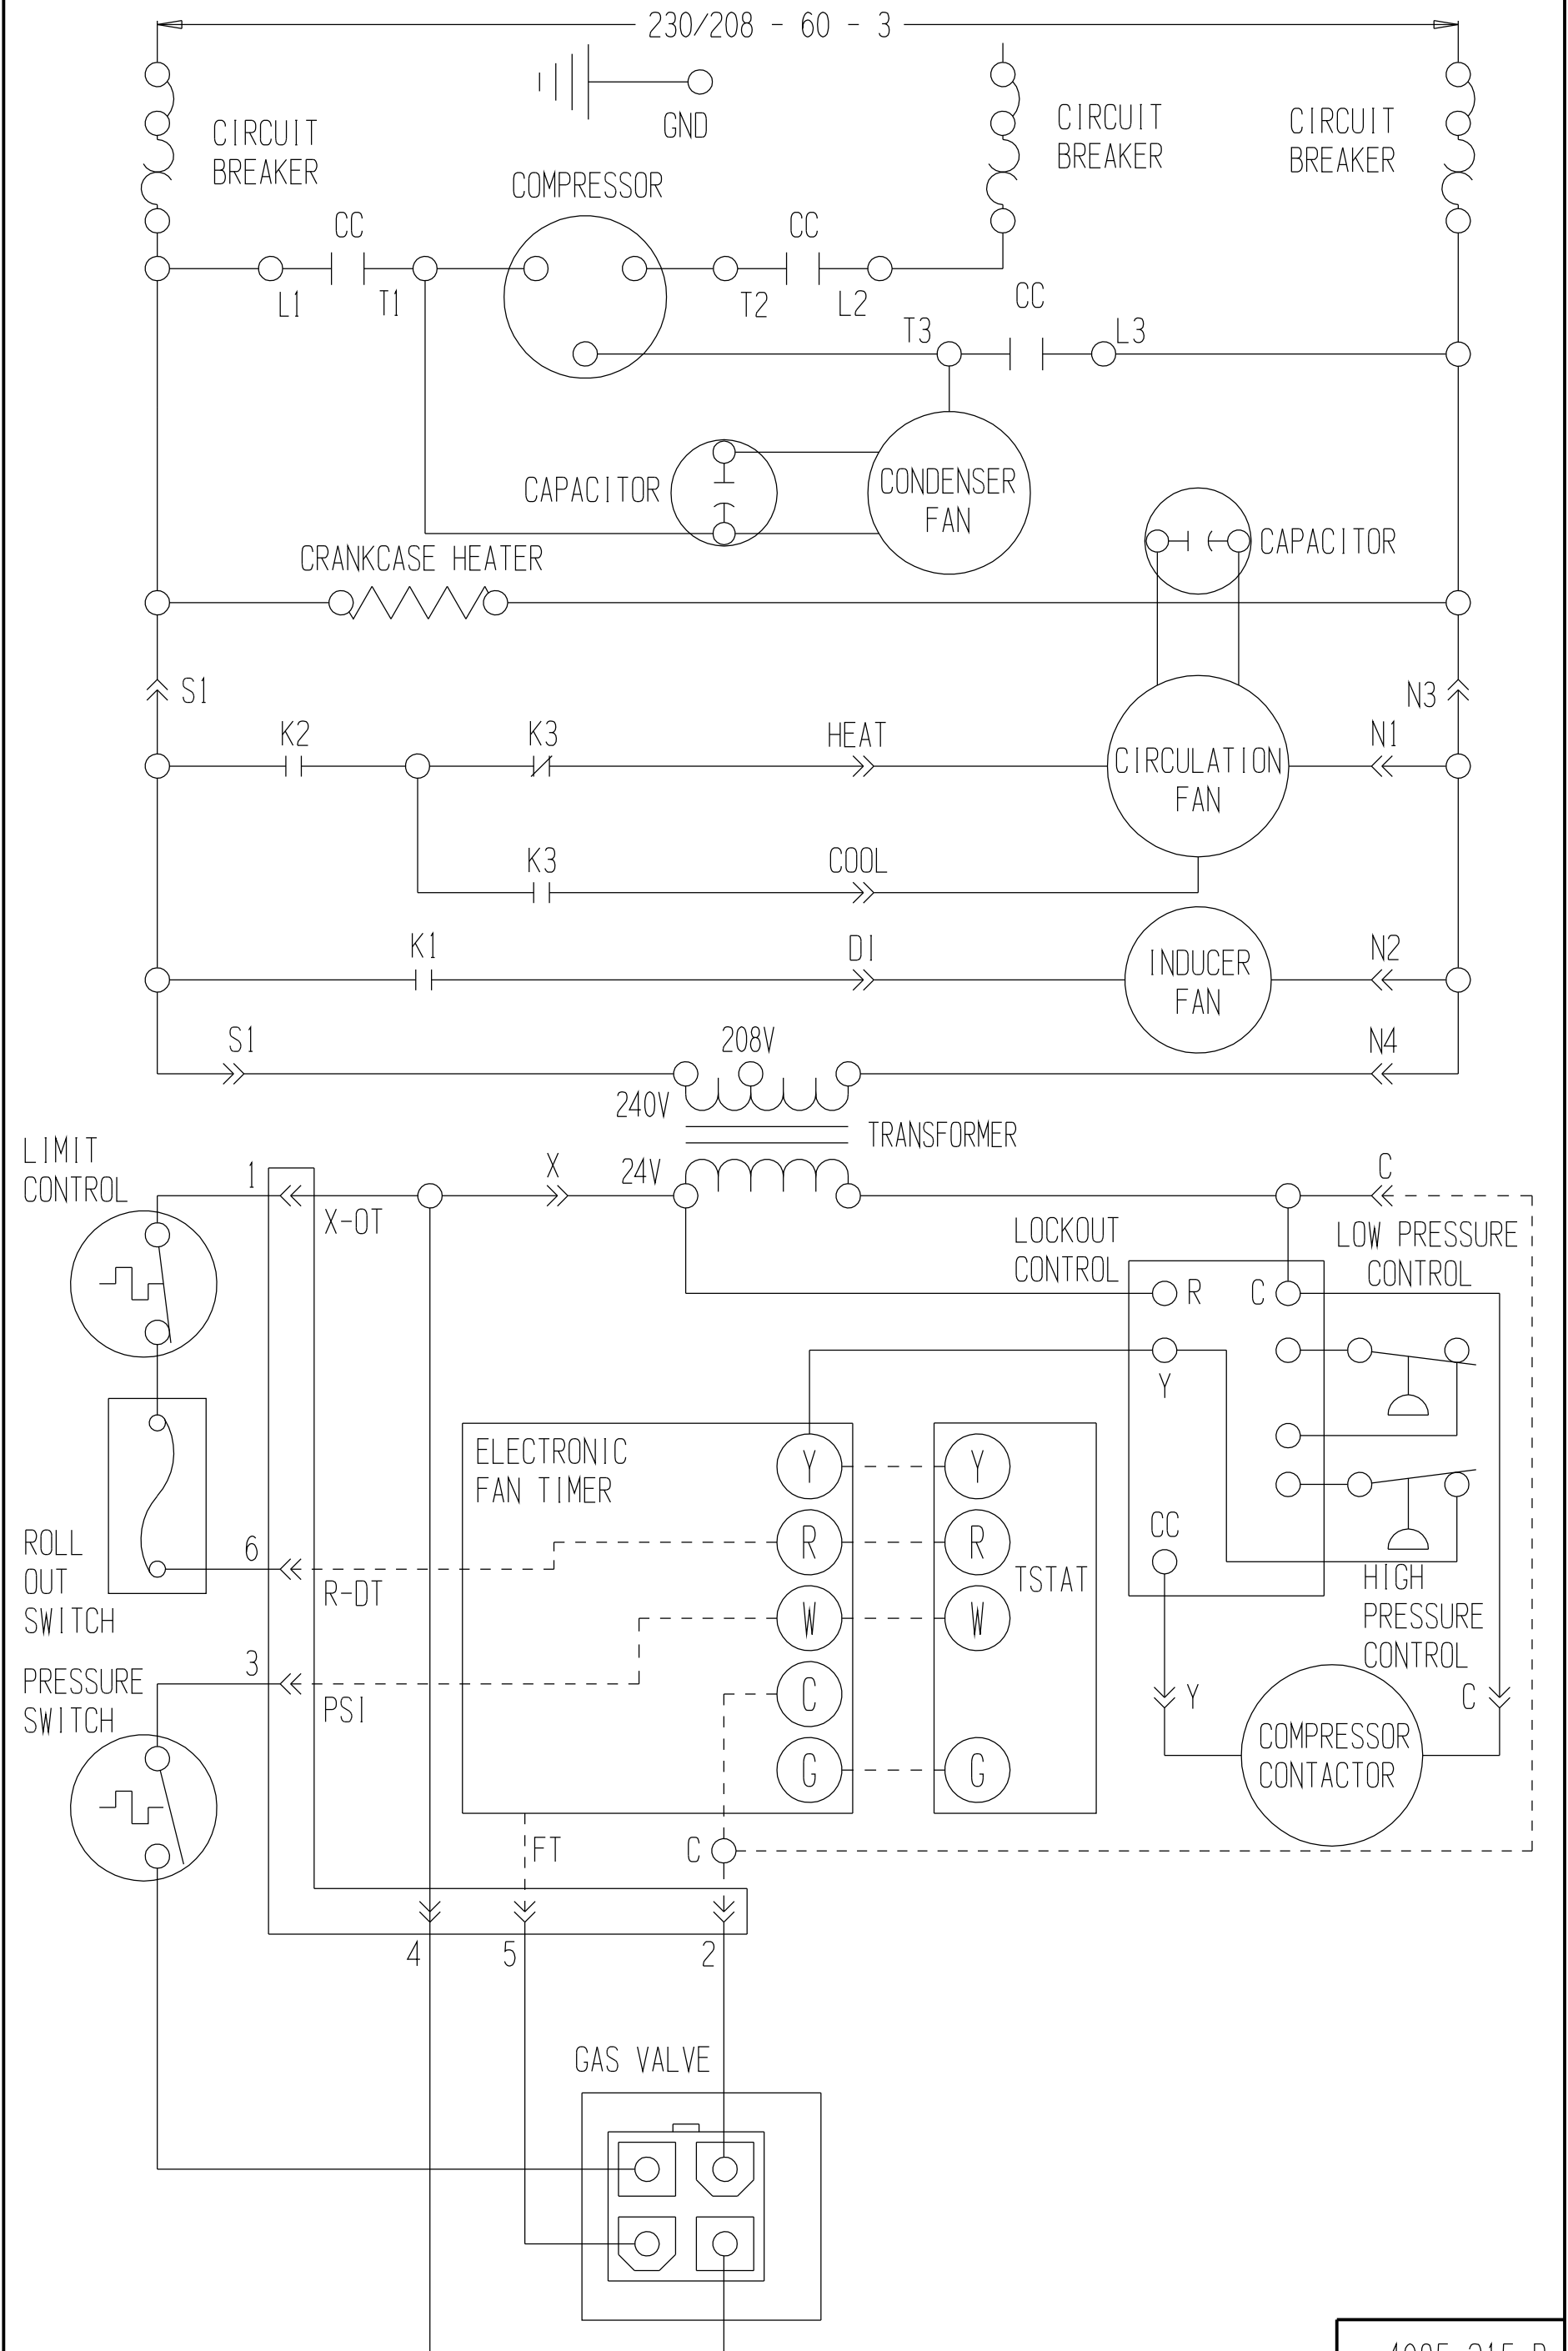 230/208 - 60 - 3
GND
CIRCUIT
BREAKER
CIRCUIT
BREAKER
CIRCUIT
BREAKER
COMPRESSOR
CC
CC
L1
T1
T2
L2
CC
T3
L3
CAPACITOR
CONDENSER
FAN
CAPACITOR
CRANKCASE HEATER
S1
N3
K2
K3
HEAT
N1
CIRCULATION
FAN
K3
COOL
K1
DI
INDUCER
FAN
N2
S1
208V
N4
240V
TRANSFORMER
LIMIT
CONTROL
1
X
24V
C
X-OT
LOCKOUT
CONTROL
LOW PRESSURE
CONTROL
R
C
Y
ELECTRONIC
FAN TIMER
Y
Y
R
R
TSTAT
W
W
C
G
G
CC
ROLL
OUT
SWITCH
6
R-DT
HIGH
PRESSURE
CONTROL
PRESSURE
SWITCH
3
PSI
Y
C
COMPRESSOR
CONTACTOR
FT
C
4
5
2
GAS VALVE